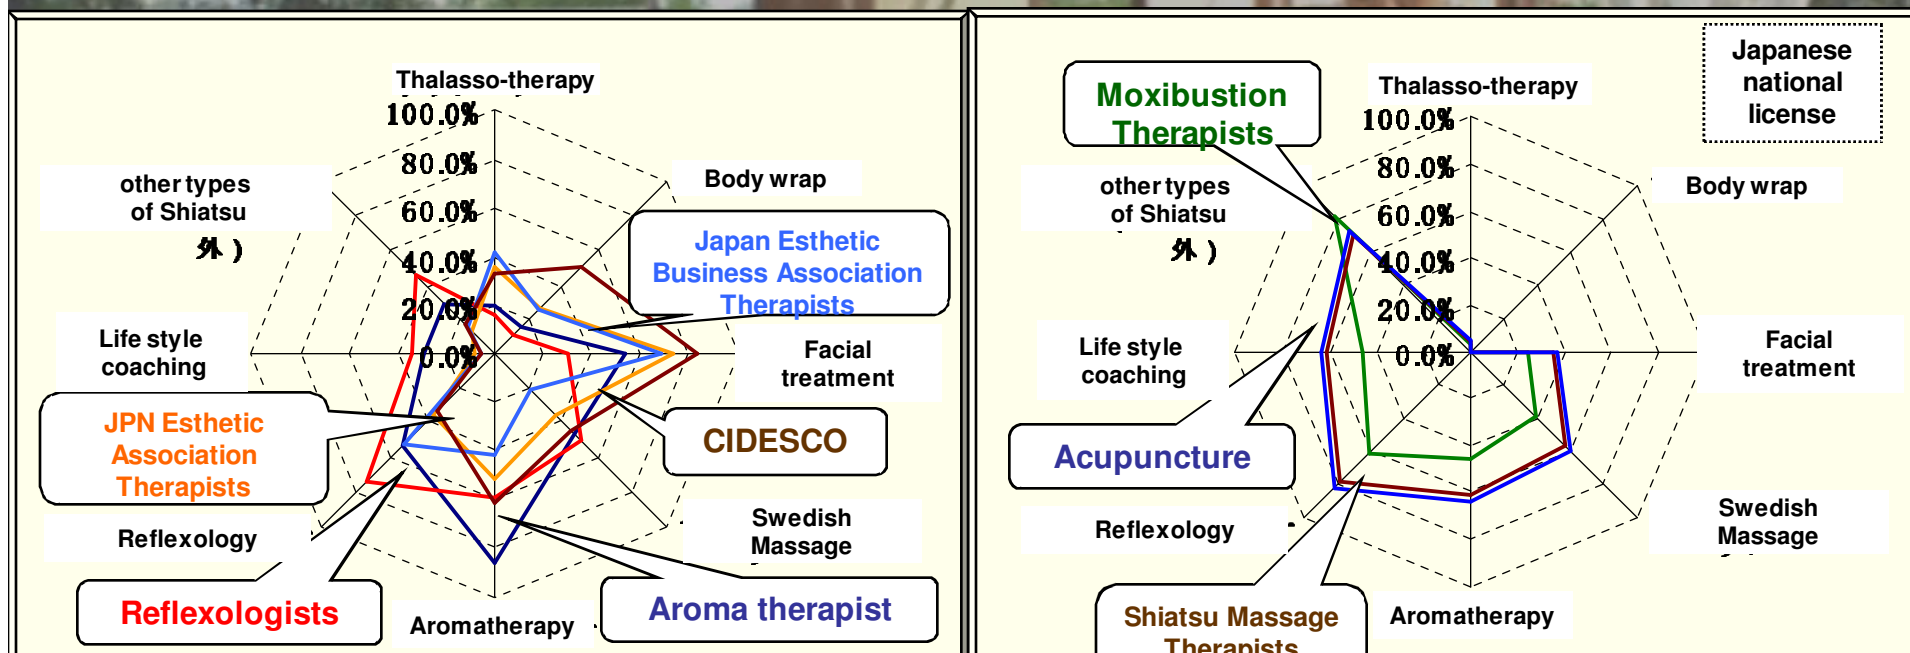 Thalasso-therapy
100.0%
80.0%
60.0%
40.0%
20.0%
0.0%
Body wrap
Japan Esthetic
Business Association
Therapists
Facial
treatment
CIDESCO
Swedish
Massage
Aroma therapist
Aromatherapy
Reflexologists
Reflexology
JPN Esthetic
Association
Therapists
Life style
coaching
other types
of Shiatsu
外)
Japanese
national
license
Moxibustion
Therapists
Thalasso-therapy
100.0%
80.0%
60.0%
40.0%
20.0%
0.0%
Body wrap
Facial
treatment
Swedish
Massage
Aromatherapy
Shiatsu Massage
Therapists
Reflexology
Acupuncture
Life style
coaching
other types
of Shiatsu
外)